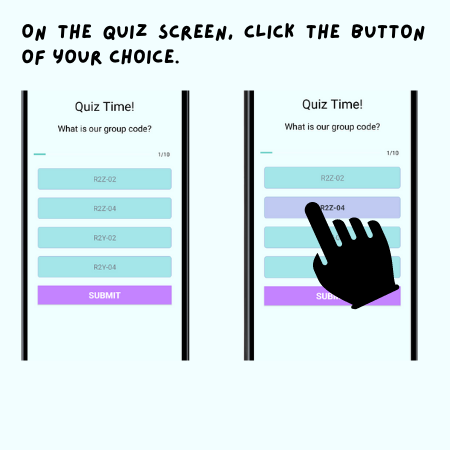 ON THE QUIZ SCREEN, CLICK THE BUTTON
OF YOUR CHOICE.
Quiz Time!
What is our group code?
1/10
R2Z-02
R2Z-04
R2Y-02
R2Y-04
SUBMIT
Quiz Time!
What is our group code?
1/10
R2Z-02
R2Z-04